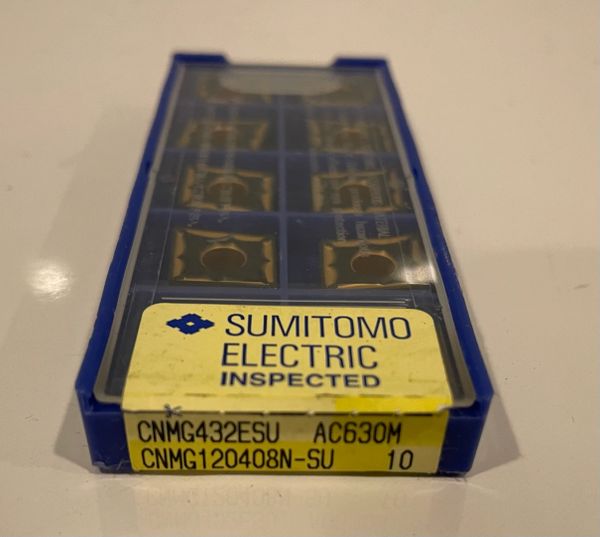 SUMITOMO
ELECTRIC
INSPECTED
CNMG432ESU AC630M
CNMG120408N-SU 10